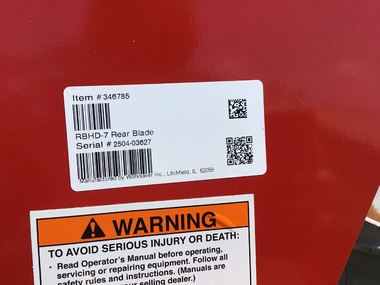 Item # 346785
RBHD-7 Rear Blade
Serial # 2504-03627
Manufactured by Worksaver Inc., Litchfield, IL 62056
WARNING
TO AVOID SERIOUS INJURY OR DEATH:
• Read Operator's Manual before operating,
servicing or repairing equipment. Follow all
safety rules and instructions. (Manuals are
your selling dealer.)